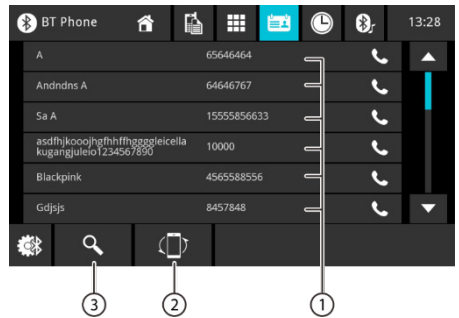 BT Phone
13:28
A 65646464
Andndns A 64646767
Sa A 15555856633
asdfhjkooojhgfhhffhggggleicella
kugangjuleio1234567890 10000
Blackpink 4565588556
Gdjsjs 8457848
3 2 1